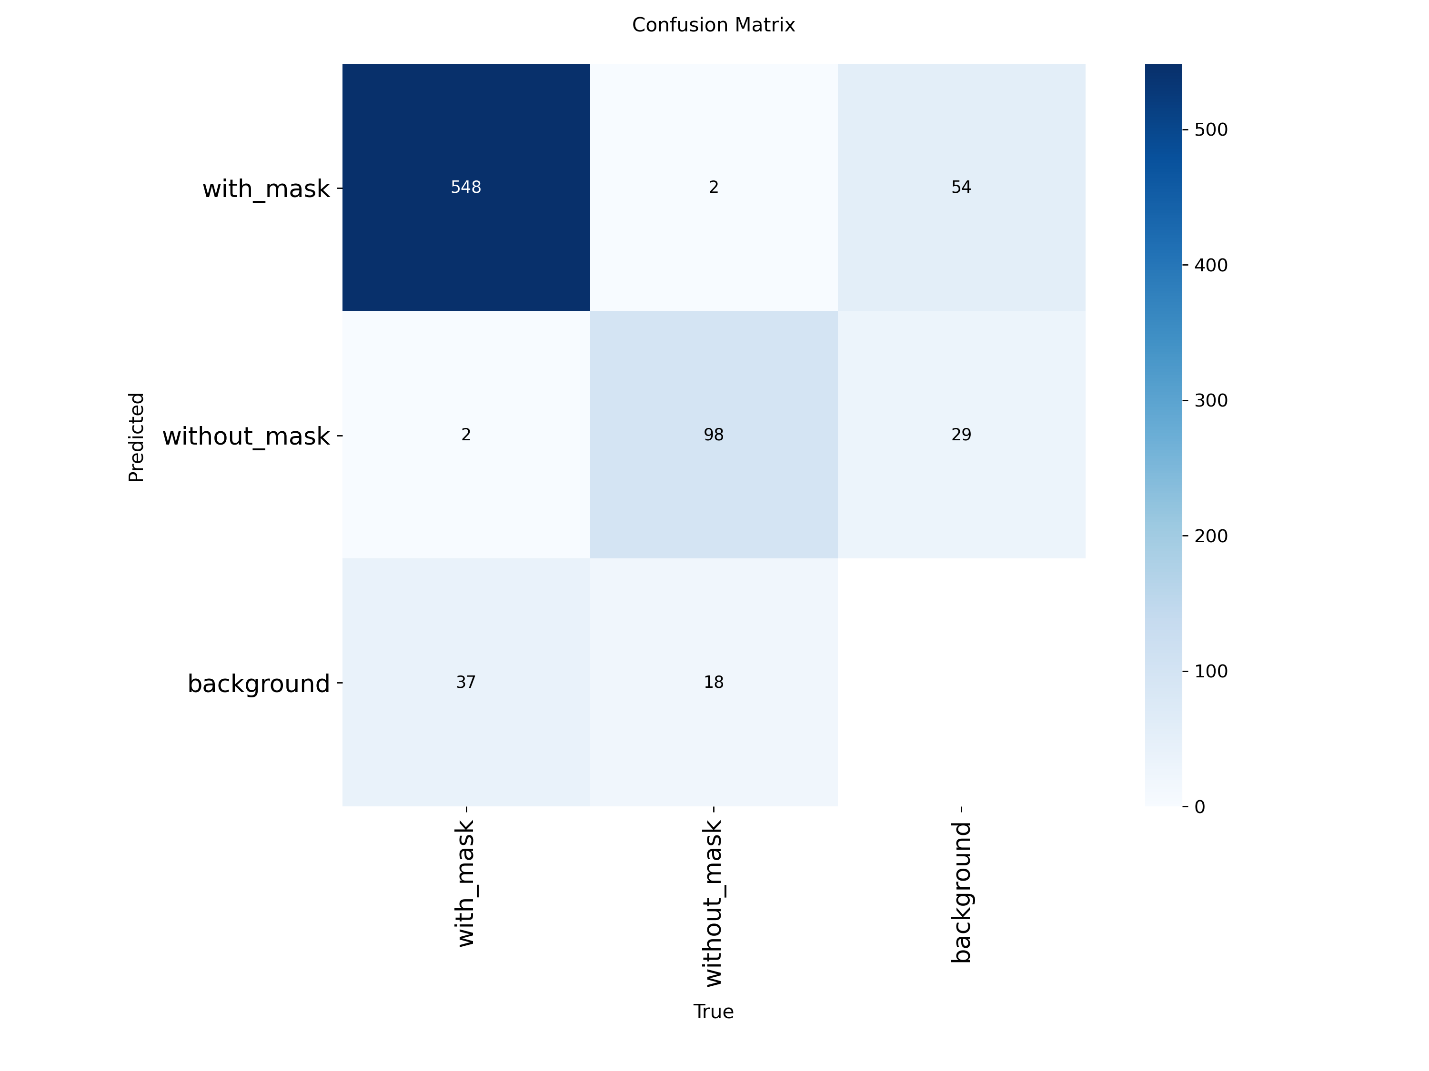 Confusion Matrix
with_mask
548
2
54
without_mask
2
98
29
background
37
18
Predicted
with_mask
without_mask
background
True
500
400
300
200
100
0